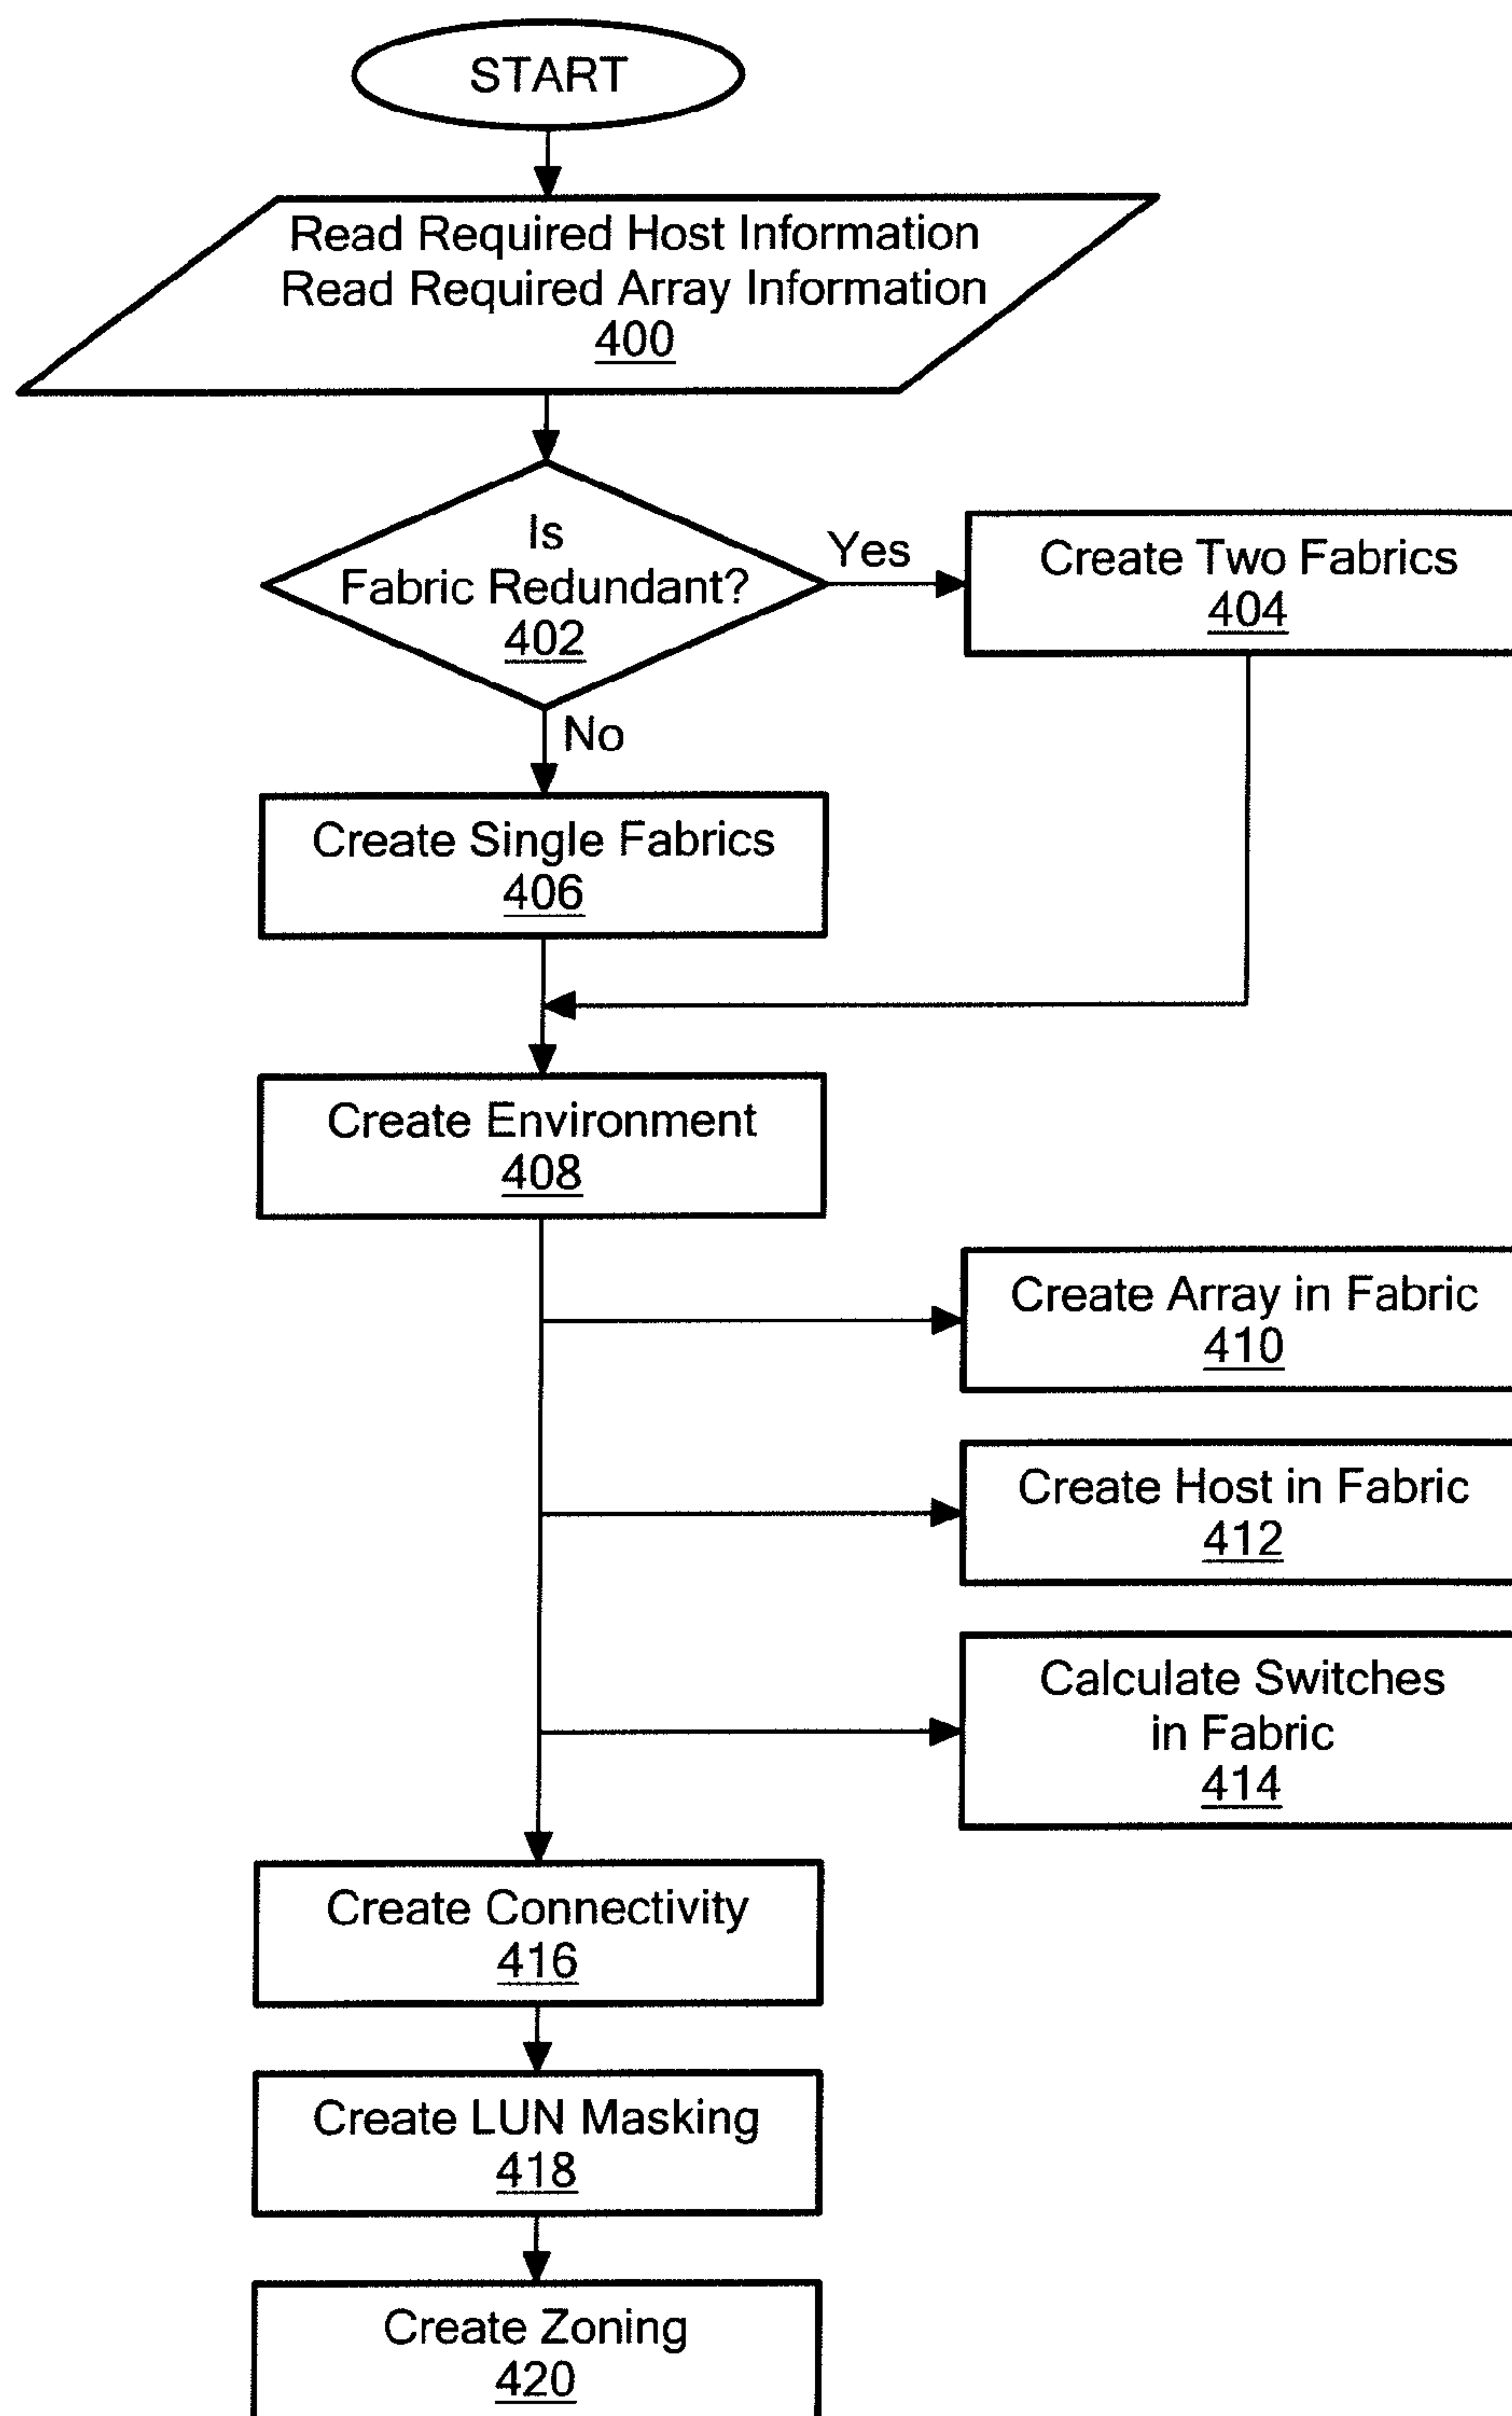 START
Read Required Host Information
Read Required Array Information
400
Is
Fabric Redundant?
402
Yes
Create Two Fabrics
404
No
Create Single Fabrics
406
Create Environment
408
Create Array in Fabric
410
Create Host in Fabric
412
Calculate Switches
in Fabric
414
Create Connectivity
416
Create LUN Masking
418
Create Zoning
420